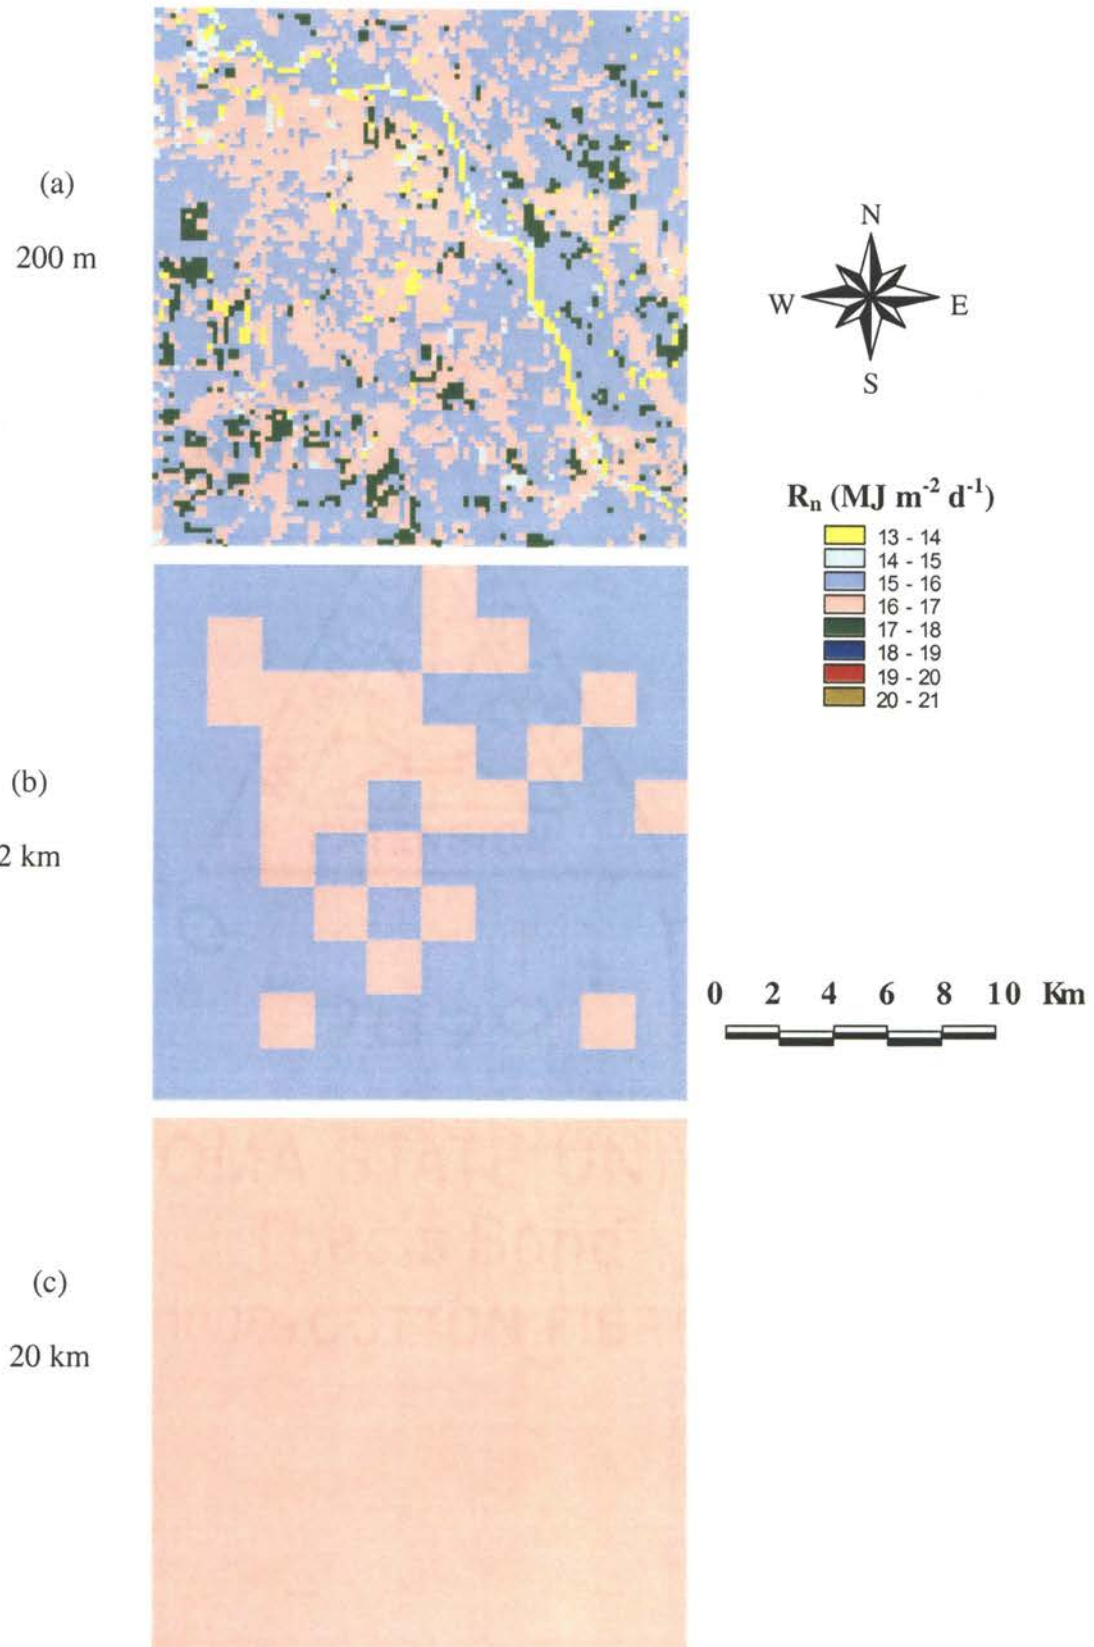 (a)
200 m
N
W
E
S
Rₙ (MJ m⁻² d⁻¹)
13 - 14
14 - 15
15 - 16
16 - 17
17 - 18
18 - 19
19 - 20
20 - 21
(b)
2 km
0 2 4 6 8 10 Km
(c)
20 km